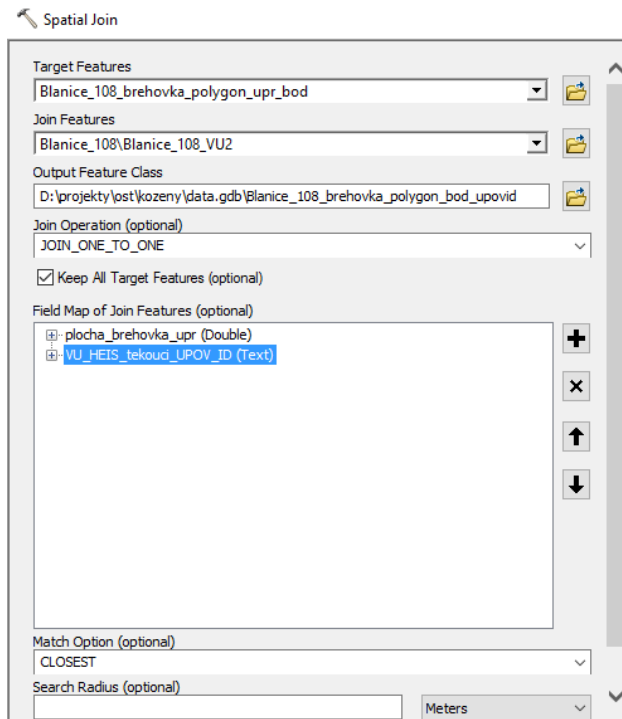 Spatial Join
Target Features
Blanice_108_brehovka_polygon_upr_bod
Join Features
Blanice_108\Blanice_108_VU2
Output Feature Class
D:\projekty\ost\kozeny\data.gdb\Blanice_108_brehovka_polygon_bod_upovid
Join Operation (optional)
JOIN_ONE_TO_ONE
Keep All Target Features (optional)
Field Map of Join Features (optional)
plocha_brehovka_upr (Double)
VU_HEIS_tekouci_UPOV_ID (Text)
Match Option (optional)
CLOSEST
Search Radius (optional)
Meters